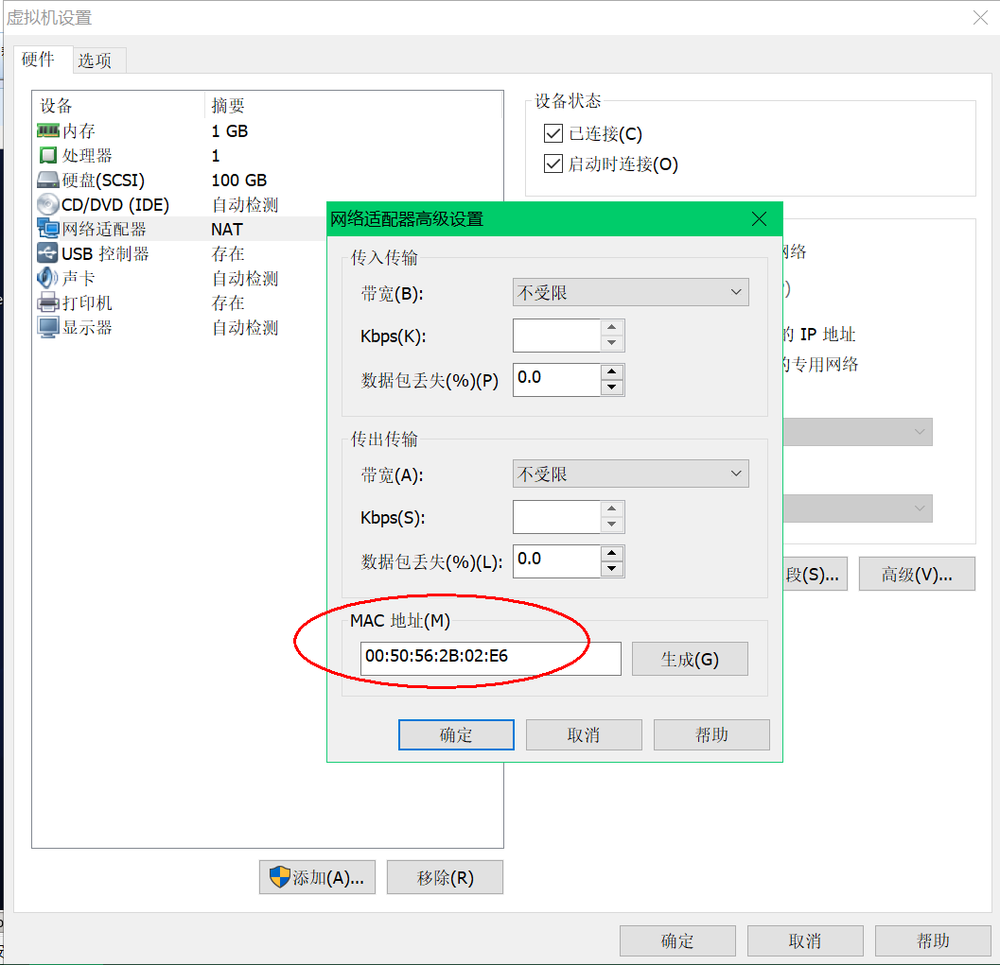 虚拟机设置
硬件 选项
设备 摘要
内存 1 GB
处理器 1
硬盘(SCSI) 100 GB
CD/DVD (IDE) 自动检测
网络适配器 NAT
USB 控制器 存在
声卡 自动检测
打印机 存在
显示器 自动检测
添加(A)... 移除(R)
设备状态
已连接(C)
启动时连接(O)
网络
的 IP 地址
的专用网络
段(S)... 高级(V)...
网络适配器高级设置
传入传输
带宽(B): 不受限
Kbps(K):
数据包丢失(%)(P) 0.0
传出传输
带宽(A): 不受限
Kbps(S):
数据包丢失(%)(L): 0.0
MAC 地址(M)
00:50:56:2B:02:E6 生成(G)
确定 取消 帮助
确定 取消 帮助